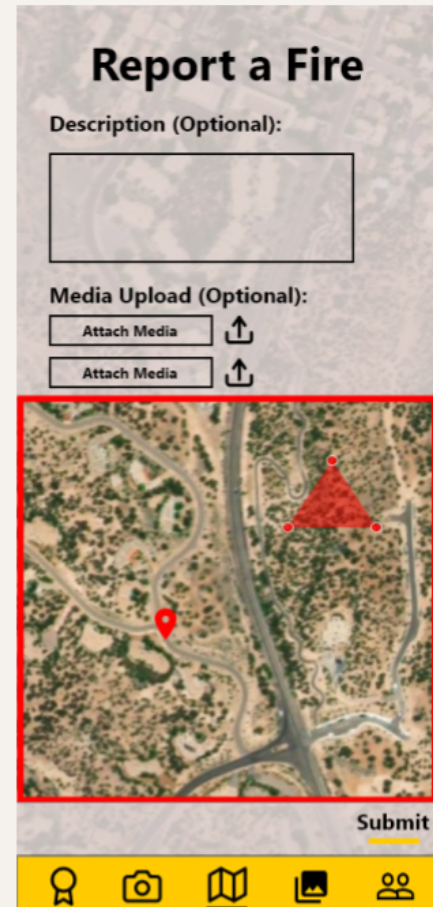 Report a Fire
Description (Optional):
Media Upload (Optional):
Attach Media
Attach Media
Submit